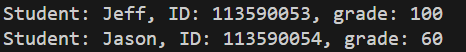 Student: Jeff, ID: 113590053, grade: 100
Student: Jason, ID: 113590054, grade: 60